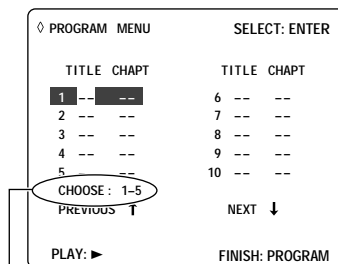 ◊ PROGRAM MENU SELECT: ENTER
TITLE CHAPT TITLE CHAPT
1 -- -- 6 -- --
2 -- -- 7 -- --
3 -- -- 8 -- --
4 -- -- 9 -- --
5 -- -- 10 -- --
CHOOSE : 1–5
PREVIOUS ↑ NEXT ↓
PLAY: ► FINISH: PROGRAM